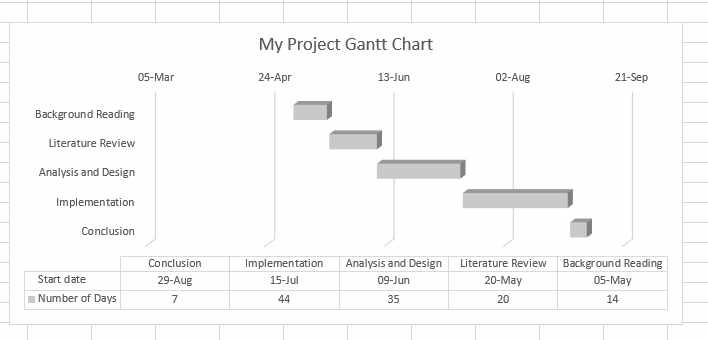 My Project Gantt Chart
05-Mar 24-Apr 13-Jun 02-Aug 21-Sep
Background Reading
Literature Review
Analysis and Design
Implementation
Conclusion
Conclusion Implementation Analysis and Design Literature Review Background Reading
Start date 29-Aug 15-Jul 09-Jun 20-May 05-May
Number of Days 7 44 35 20 14